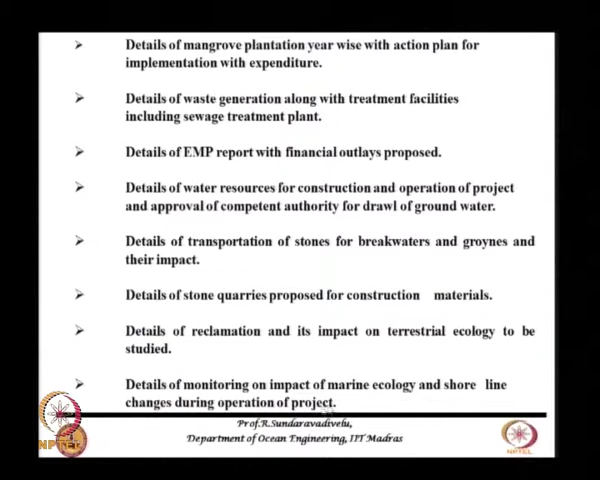 ➢ Details of mangrove plantation year wise with action plan for
implementation with expenditure.
➢ Details of waste generation along with treatment facilities
including sewage treatment plant.
➢ Details of EMP report with financial outlays proposed.
➢ Details of water resources for construction and operation of project
and approval of competent authority for drawl of ground water.
➢ Details of transportation of stones for breakwaters and groynes and
their impact.
➢ Details of stone quarries proposed for construction materials.
➢ Details of reclamation and its impact on terrestrial ecology to be
studied.
➢ Details of monitoring on impact of marine ecology and shore line
changes during operation of project.
Prof.R.Sundaravadivelu,
Department of Ocean Engineering, IIT Madras
NPTEL
NPTEL